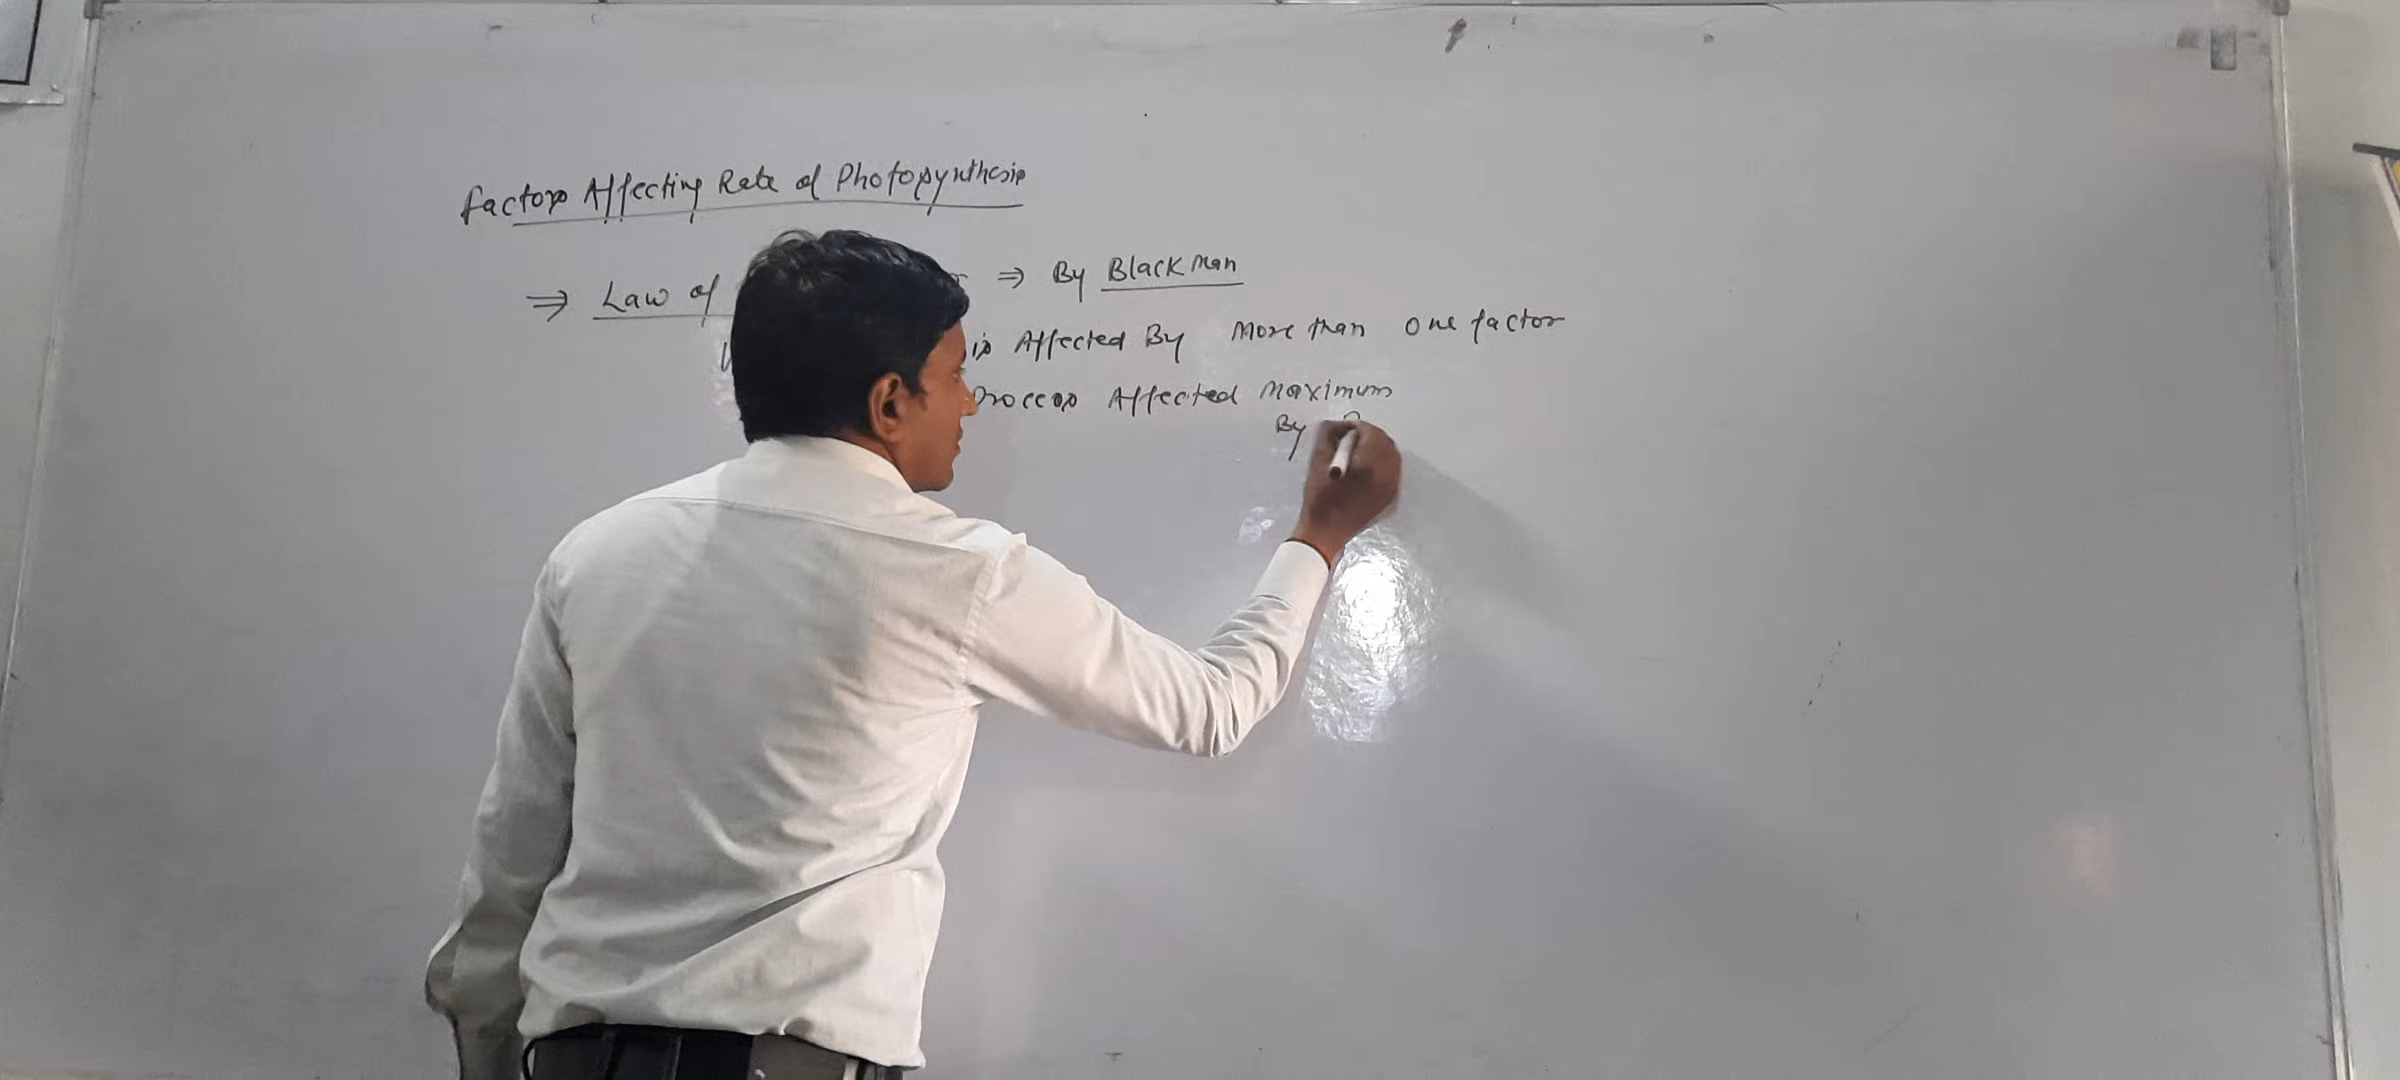 Factors Affecting Rate of Photosynthesis
⇒ Law of ⇒ By Blackman
is Affected By More than one factor
Process Affected Maximum
By